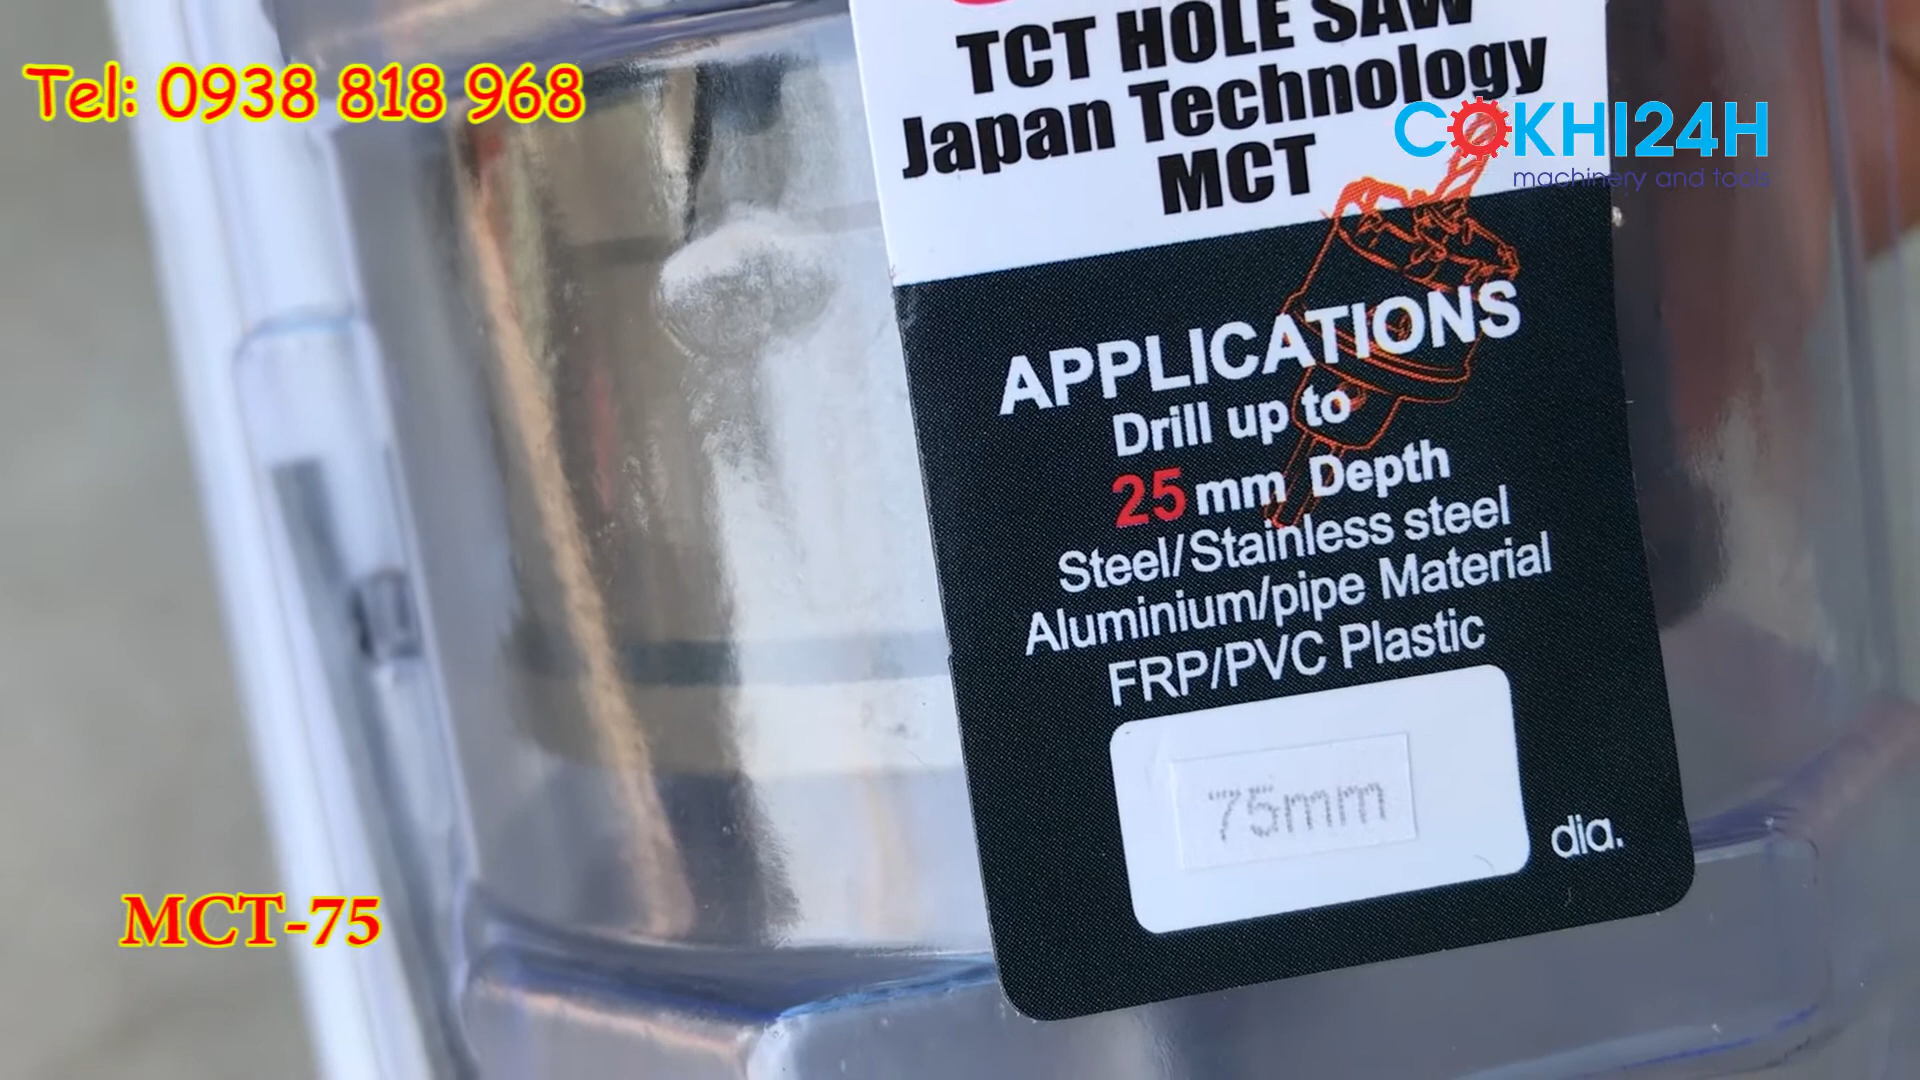 Tel: 0938 818 968
TCT HOLE SAW
Japan Technology
MCT
COKHI24H
machinery and tools
APPLICATIONS
Drill up to
25 mm Depth
Steel/Stainless steel
Aluminium/pipe Material
FRP/PVC Plastic
75mm
dia.
MCT-75